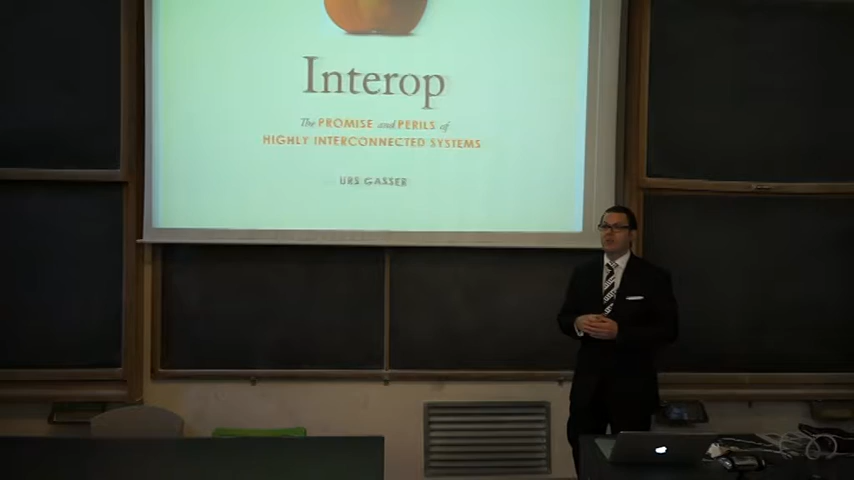 Interop
The PROMISE and PERILS of
HIGHLY INTERCONNECTED SYSTEMS
URS GASSER